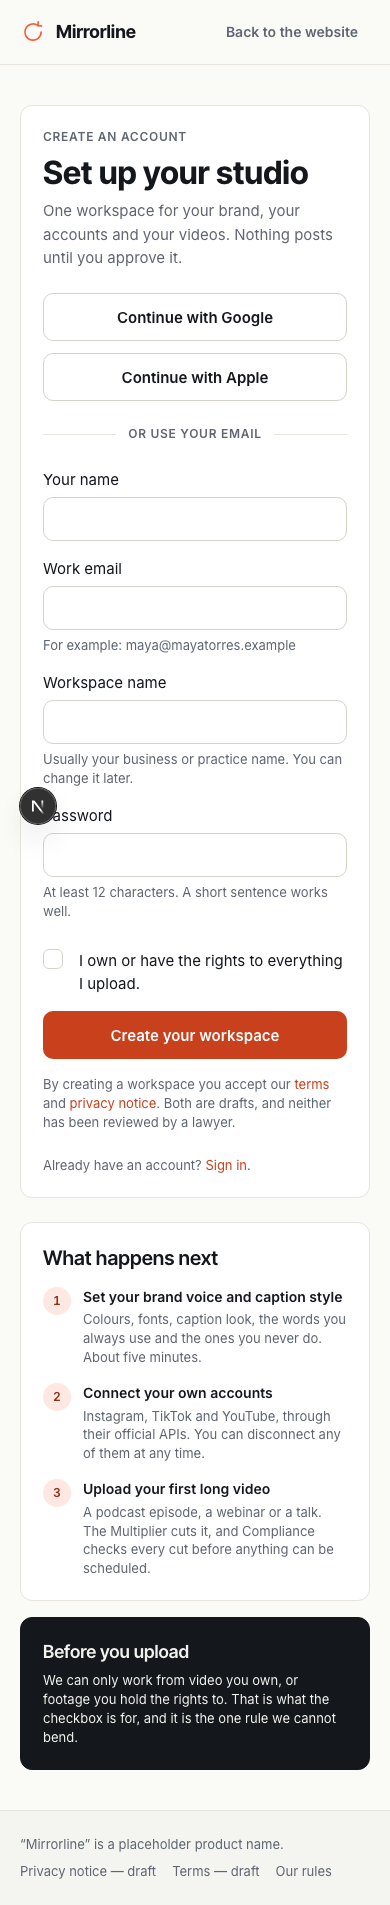 Mirrorline
Back to the website
CREATE AN ACCOUNT
Set up your studio
One workspace for your brand, your
accounts and your videos. Nothing posts
until you approve it.
Continue with Google
Continue with Apple
OR USE YOUR EMAIL
Your name
Work email
For example: maya@mayatorres.example
Workspace name
Usually your business or practice name. You can
change it later.
N
assword
At least 12 characters. A short sentence works
well.
I own or have the rights to everything
I upload.
Create your workspace
By creating a workspace you accept our terms
and privacy notice. Both are drafts, and neither
has been reviewed by a lawyer.
Already have an account? Sign in.
What happens next
1
Set your brand voice and caption style
Colours, fonts, caption look, the words you
always use and the ones you never do.
About five minutes.
2
Connect your own accounts
Instagram, TikTok and YouTube, through
their official APIs. You can disconnect any
of them at any time.
3
Upload your first long video
A podcast episode, a webinar or a talk.
The Multiplier cuts it, and Compliance
checks every cut before anything can be
scheduled.
Before you upload
We can only work from video you own, or
footage you hold the rights to. That is what the
checkbox is for, and it is the one rule we cannot
bend.
“Mirrorline” is a placeholder product name.
Privacy notice — draft
Terms — draft
Our rules